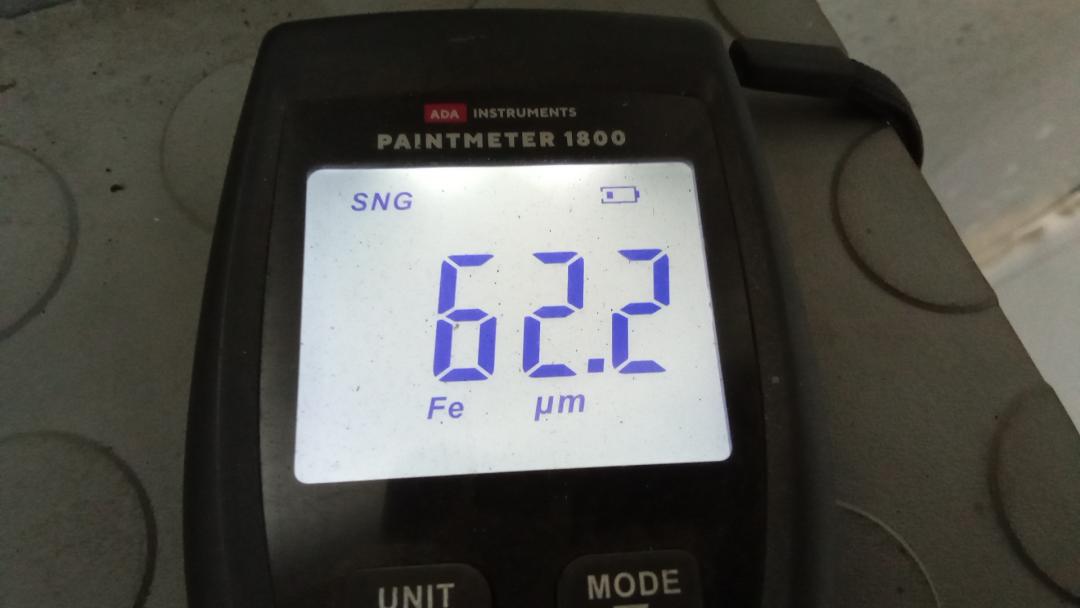 ADA INSTRUMENTS
PAINTMETER 1800
SNG
62.2
Fe µm
UNIT MODE